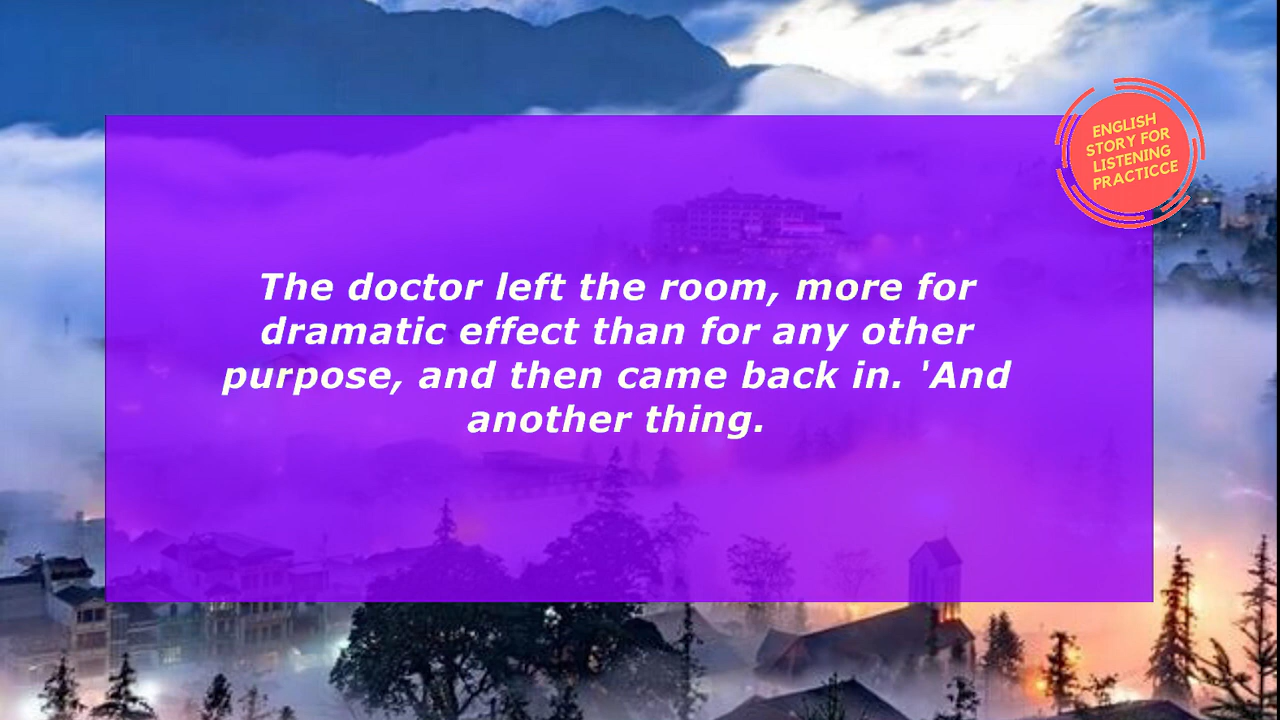 ENGLISH
STORY FOR
LISTENING
PRACTICCE
The doctor left the room, more for
dramatic effect than for any other
purpose, and then came back in. 'And
another thing.